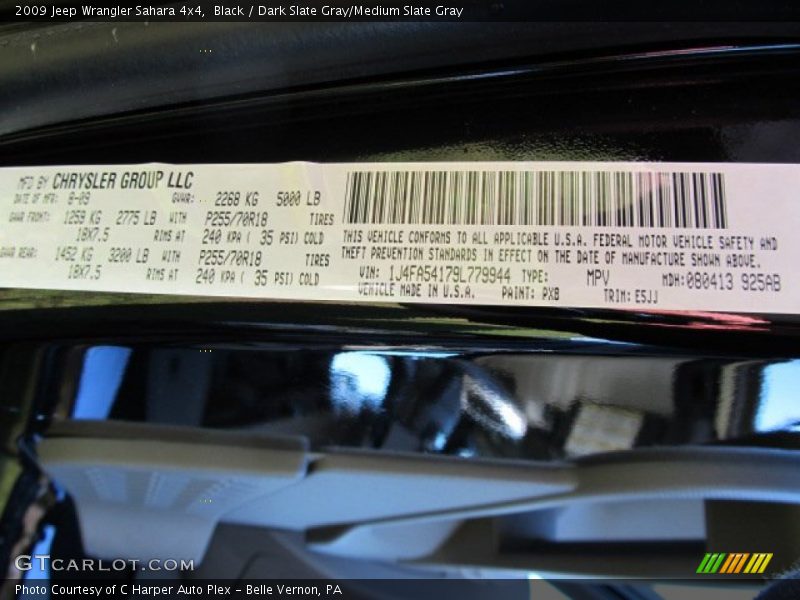 2009 Jeep Wrangler Sahara 4x4,  Black / Dark Slate Gray/Medium Slate Gray
MFD BY CHRYSLER GROUP LLC
DATE OF MFR: 8-09 GVWR: 2268 KG 5000 LB
GAWR FRONT: 1259 KG 2775 LB WITH P255/70R18 TIRES
18X7.5 RIMS AT 240 KPA ( 35 PSI) COLD
GAWR REAR: 1452 KG 3200 LB WITH P255/70R18 TIRES
18X7.5 RIMS AT 240 KPA ( 35 PSI) COLD
THIS VEHICLE CONFORMS TO ALL APPLICABLE U.S.A. FEDERAL MOTOR VEHICLE SAFETY AND
THEFT PREVENTION STANDARDS IN EFFECT ON THE DATE OF MANUFACTURE SHOWN ABOVE.
VIN: 1J4FA54179L779944 TYPE: MPV MDH:080413 925AB
VEHICLE MADE IN U.S.A. PAINT: PXB TRIM: E5JJ
GTCARLOT.COM
Photo Courtesy of C Harper Auto Plex – Belle Vernon, PA